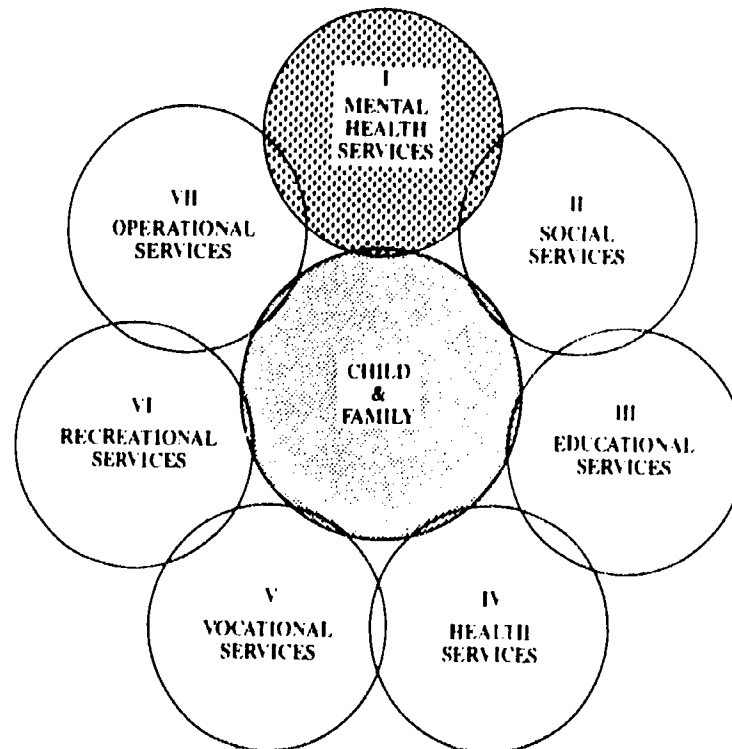 I
MENTAL
HEALTH
SERVICES
II
SOCIAL
SERVICES
III
EDUCATIONAL
SERVICES
IV
HEALTH
SERVICES
V
VOCATIONAL
SERVICES
VI
RECREATIONAL
SERVICES
VII
OPERATIONAL
SERVICES
CHILD
&
FAMILY